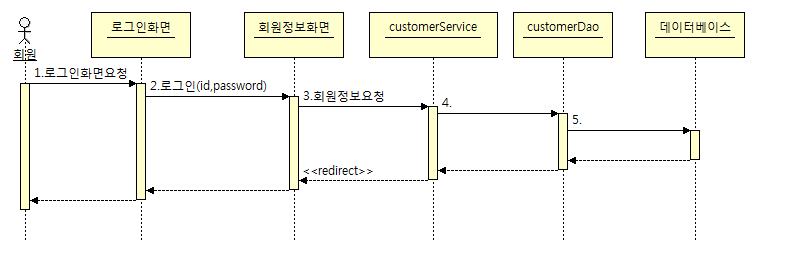 회원
로그인화면
회원정보화면
customerService
customerDao
데이터베이스
1.로그인화면요청
2.로그인(id,password)
3.회원정보요청
4.
5.
<<redirect>>